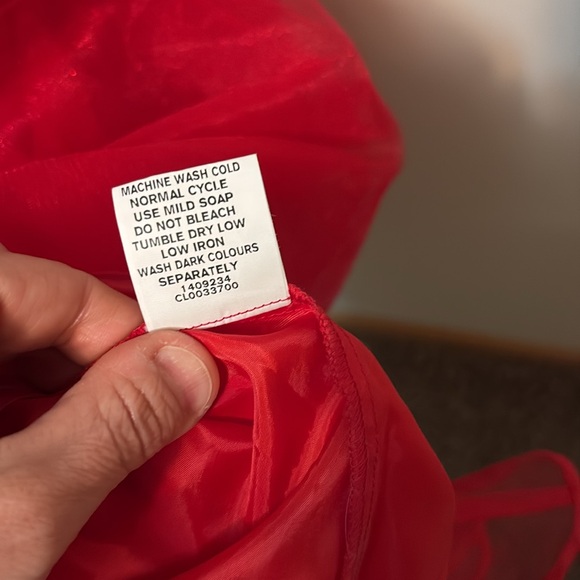 MACHINE WASH COLD
NORMAL CYCLE
USE MILD SOAP
DO NOT BLEACH
TUMBLE DRY LOW
LOW IRON
WASH DARK COLOURS
SEPARATELY
1409234
CL0033700